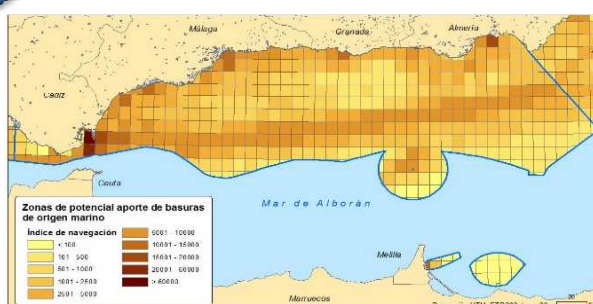 Málaga
Granada
Almería
Cádiz
Ceuta
Mar de Alborán
Melilla
Marruecos
Zonas de potencial aporte de basuras
de origen marino
Índice de navegación
< 100
101 - 500
501 - 1000
1001 - 2500
2501 - 5000
5001 - 10000
10001 - 15000
15001 - 20000
20001 - 60000
> 60000